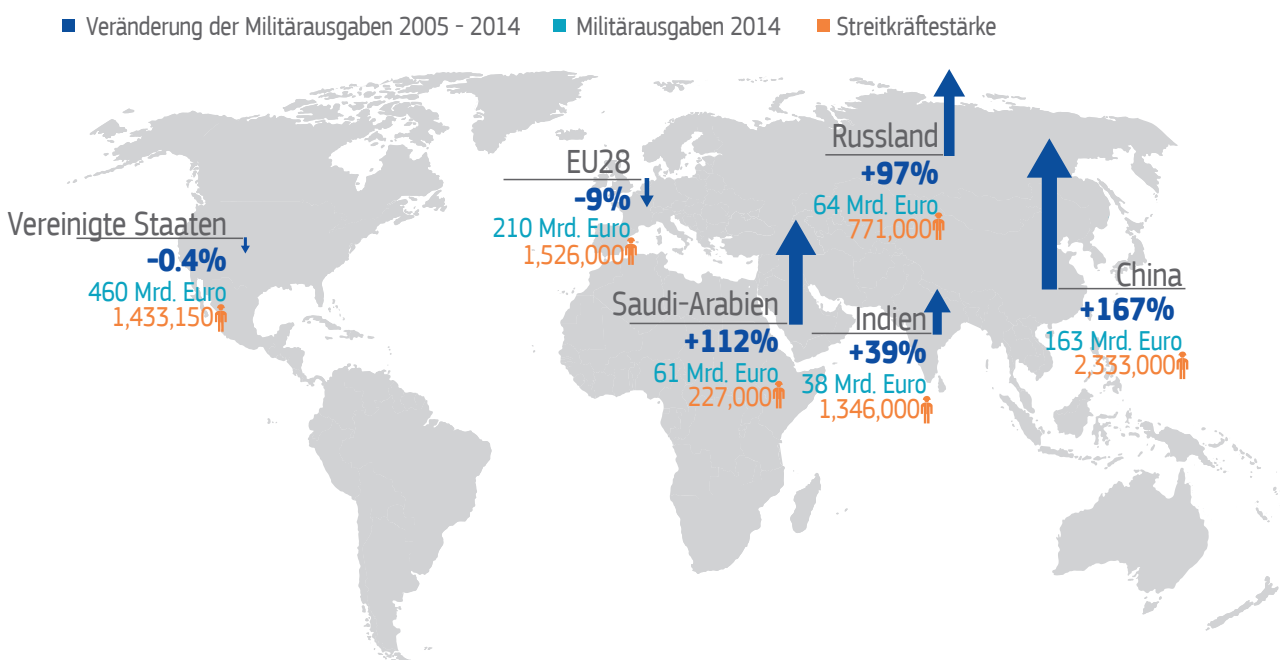 Veränderung der Militärausgaben 2005 - 2014 Militärausgaben 2014 Streitkräftestärke
Vereinigte Staaten
-0.4%
460 Mrd. Euro
1,433,150
EU28
-9%
210 Mrd. Euro
1,526,000
Russland
+97%
64 Mrd. Euro
771,000
Saudi-Arabien
+112%
61 Mrd. Euro
227,000
Indien
+39%
38 Mrd. Euro
1,346,000
China
+167%
163 Mrd. Euro
2,333,000